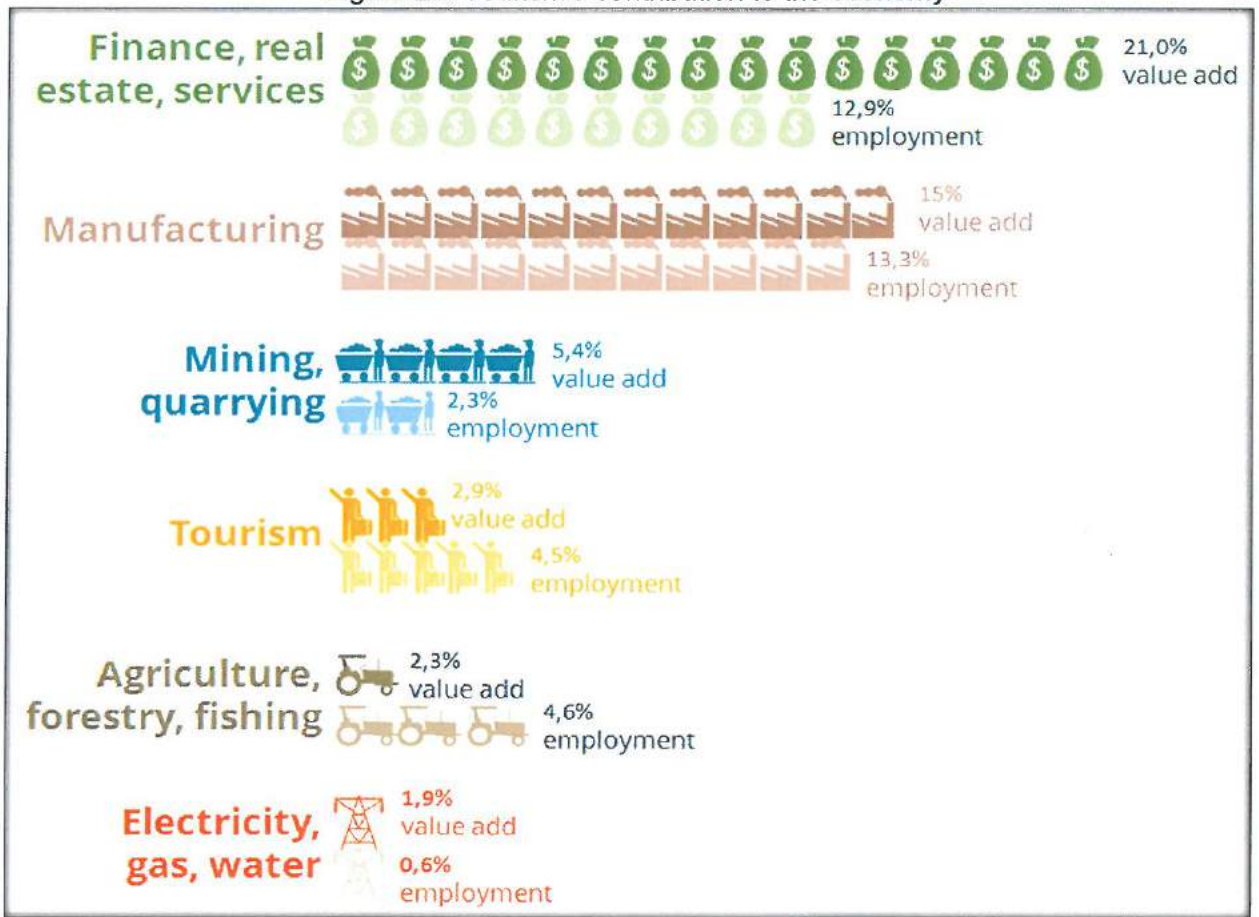 Finance, real
estate, services
21,0%
value add
12,9%
employment
Manufacturing
15%
value add
13,3%
employment
Mining,
quarrying
5,4%
value add
2,3%
employment
Tourism
2,9%
value add
4,5%
employment
Agriculture,
forestry, fishing
2,3%
value add
4,6%
employment
Electricity,
gas, water
1,9%
value add
0,6%
employment